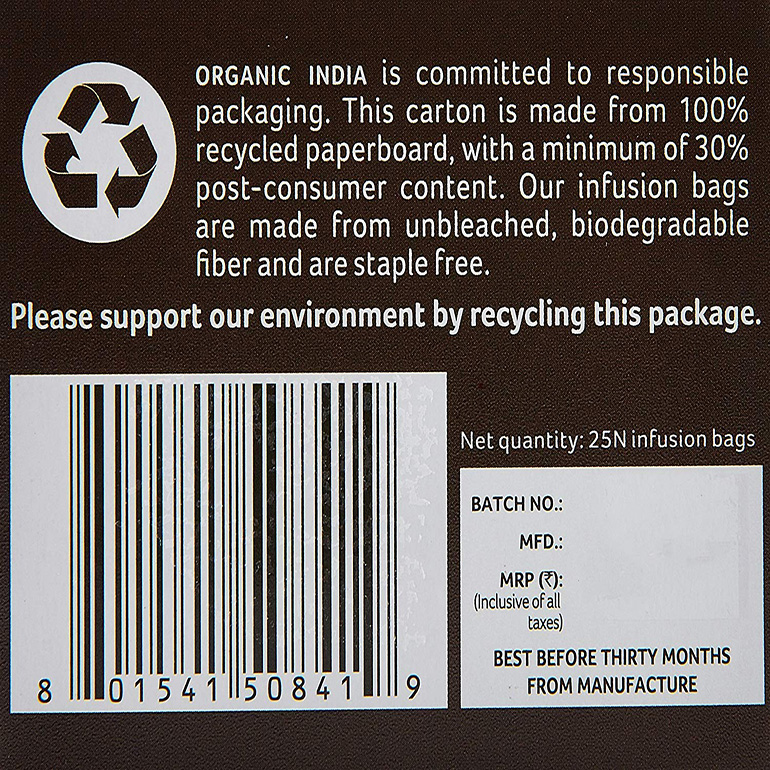 ORGANIC INDIA is committed to responsible
packaging. This carton is made from 100%
recycled paperboard, with a minimum of 30%
post-consumer content. Our infusion bags
are made from unbleached, biodegradable
fiber and are staple free.
Please support our environment by recycling this package.
Net quantity: 25N infusion bags
BATCH NO.:
MFD.:
MRP (₹):
(Inclusive of all
taxes)
BEST BEFORE THIRTY MONTHS
FROM MANUFACTURE
8 01541 50841 9